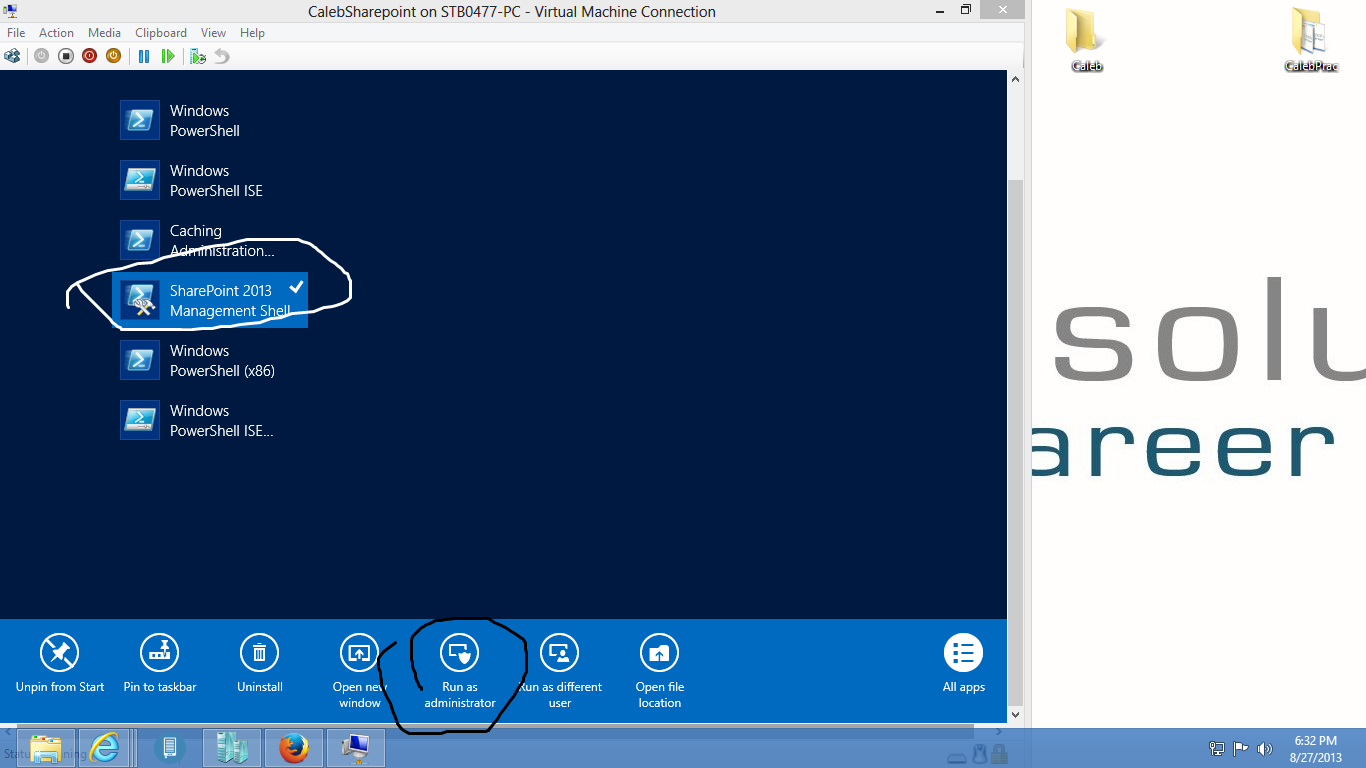 CalebSharepoint on STB0477-PC - Virtual Machine Connection
File Action Media Clipboard View Help
Caleb
CalebPrac
Windows
PowerShell
Windows
PowerShell ISE
Caching
Administration...
SharePoint 2013
Management Shell
Windows
PowerShell (x86)
Windows
PowerShell ISE...
solu
areer
Unpin from Start
Pin to taskbar
Uninstall
Open new
window
Run as
administrator
Run as different
user
Open file
location
All apps
6:32 PM
8/27/2013